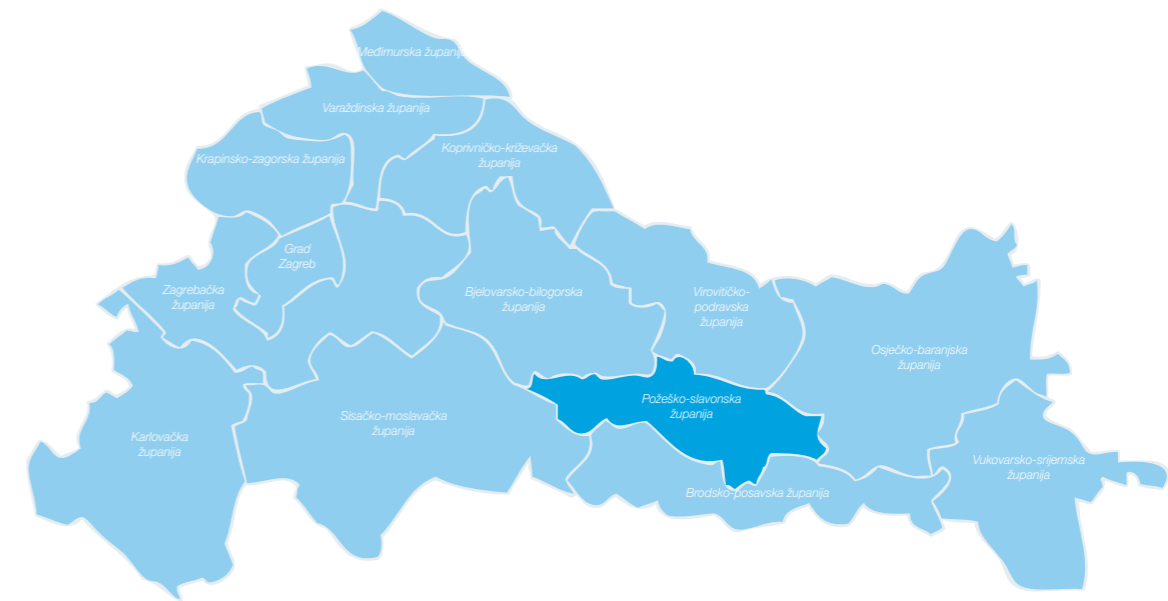 Međimurska županija
Varaždinska županija
Koprivničko-križevačka
županija
Krapinsko-zagorska županija
Grad
Zagreb
Zagrebačka
županija
Bjelovarsko-bilogorska
županija
Virovitičko-
podravska
županija
Osječko-baranjska
županija
Požeško-slavonska
županija
Sisačko-moslavačka
županija
Karlovačka
županija
Vukovarsko-srijemska
županija
Brodsko-posavska županija